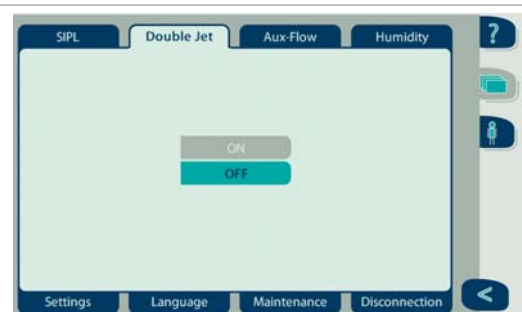 SIPL Double Jet Aux-Flow Humidity ?
ON
OFF
Settings Language Maintenance Disconnection <